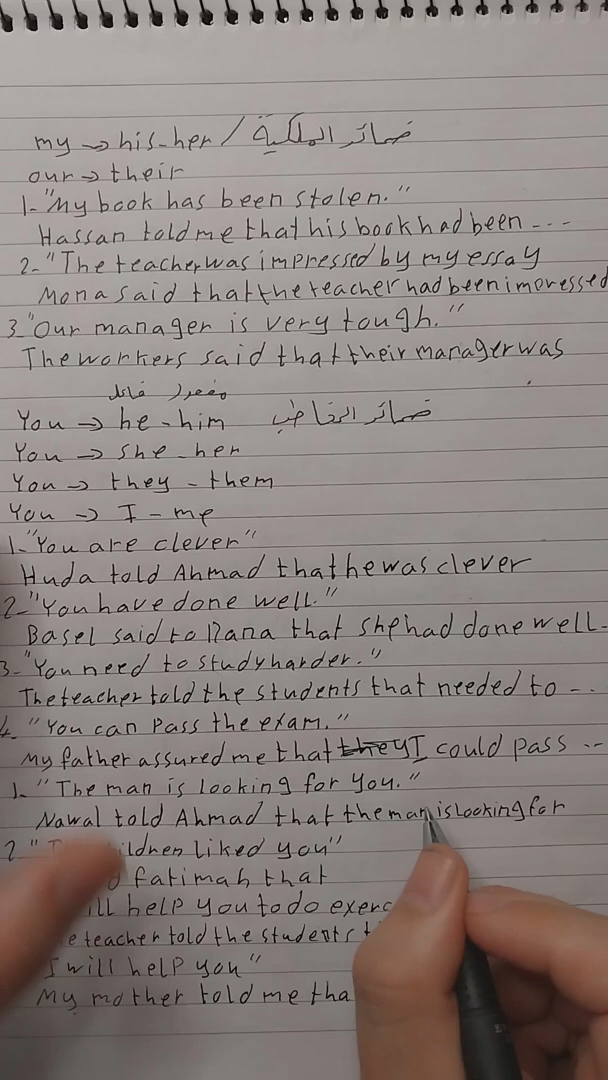 my → his-her / ضمائر الملكية
our → their
1- "My book has been stolen."
Hassan told me that his book had been ---
2- "The teacher was impressed by my essay
Mona said that the teacher had been impressed
3 "Our manager is very tough."
The workers said that their manager was
فاعل مفعول
You → he - him ضمائر المخاطب
You → she - her
You → they - them
You → I - me
1- "You are clever"
Huda told Ahmad that he was clever
2- "You have done well."
Basel said to Rana that she had done well-
3- "You need to study harder."
The teacher told the students that needed to - ..
4. "You can pass the exam."
My father assured me that they I could pass --
1. "The man is looking for you."
Nawal told Ahmad that the man is looking for
2 " liked you"
fatimah that
help you to do
teacher told the students
I will help you"
My mother told me tha